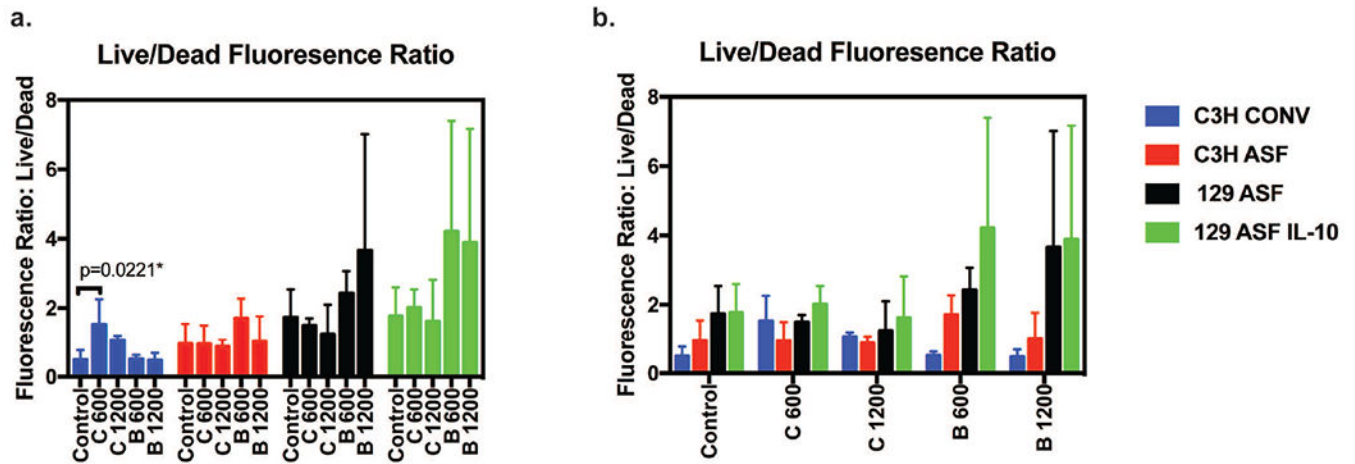 a.
Live/Dead Fluoresence Ratio
Fluorescence Ratio: Live/Dead
8
6
4
2
0
p=0.0221*
Control
C 600
C 1200
B 600
B 1200
Control
C 600
C 1200
B 600
B 1200
Control
C 600
C 1200
B 600
B 1200
Control
C 600
C 1200
B 600
B 1200
b.
Live/Dead Fluoresence Ratio
Fluorescence Ratio: Live/Dead
8
6
4
2
0
Control
C 600
C 1200
B 600
B 1200
C3H CONV
C3H ASF
129 ASF
129 ASF IL-10